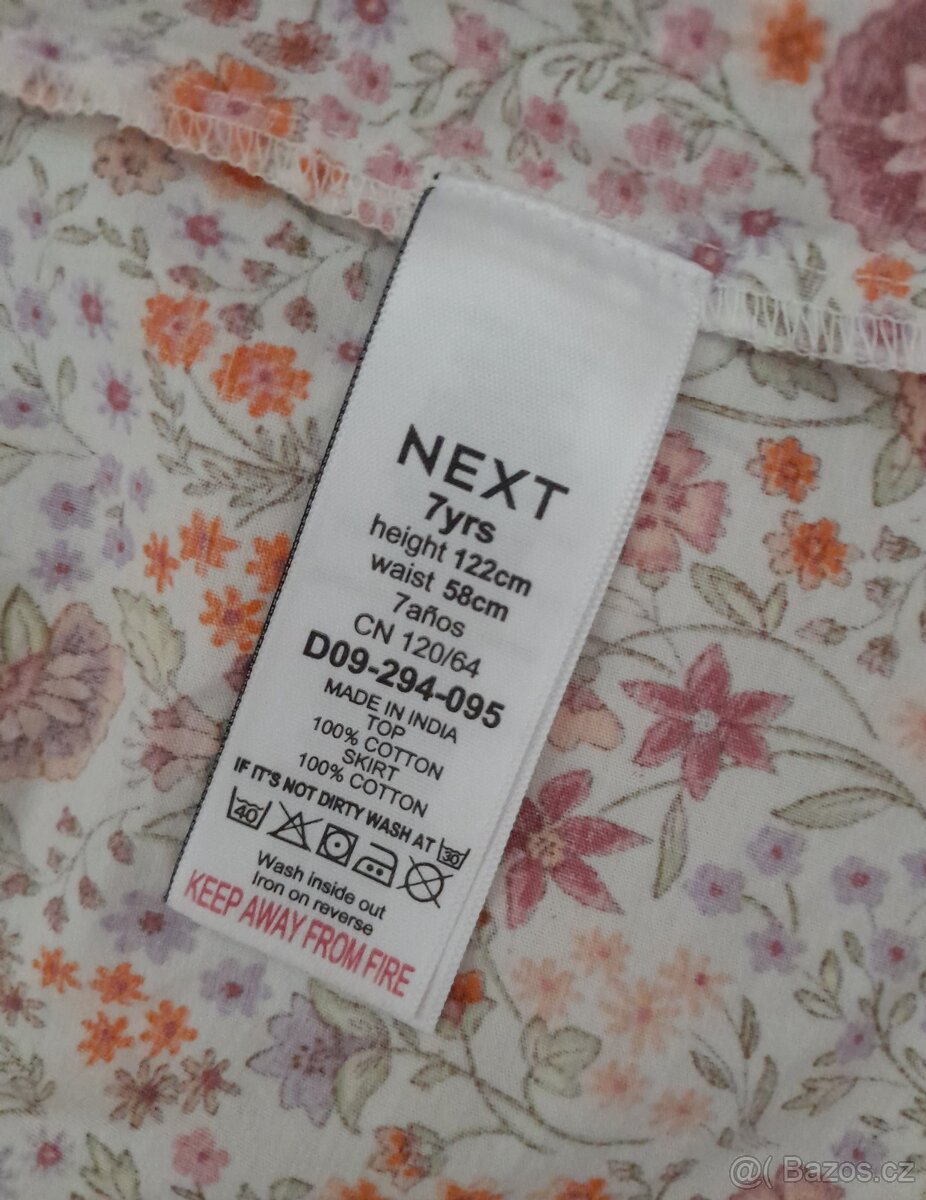 NEXT
7yrs
height 122cm
waist 58cm
7años
CN 120/64
D09-294-095
MADE IN INDIA
TOP
100% COTTON
SKIRT
100% COTTON
IF IT'S NOT DIRTY WASH AT 30
40
Wash inside out
Iron on reverse
KEEP AWAY FROM FIRE
@( Bazos.cz